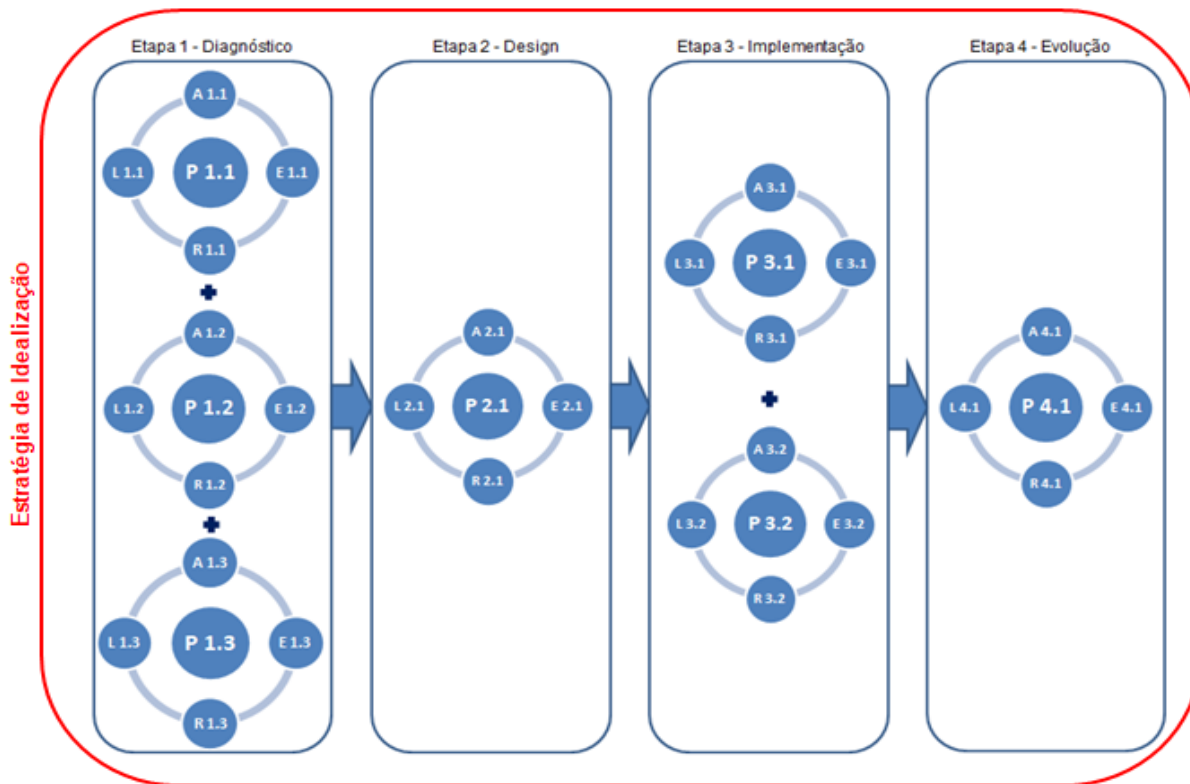 Estratégia de Idealização
Etapa 1 - Diagnóstico
A 1.1
L 1.1
P 1.1
E 1.1
R 1.1
A 1.2
L 1.2
P 1.2
E 1.2
R 1.2
A 1.3
L 1.3
P 1.3
E 1.3
R 1.3
Etapa 2 - Design
A 2.1
L 2.1
P 2.1
E 2.1
R 2.1
Etapa 3 - Implementação
A 3.1
L 3.1
P 3.1
E 3.1
R 3.1
A 3.2
L 3.2
P 3.2
E 3.2
R 3.2
Etapa 4 - Evolução
A 4.1
L 4.1
P 4.1
E 4.1
R 4.1